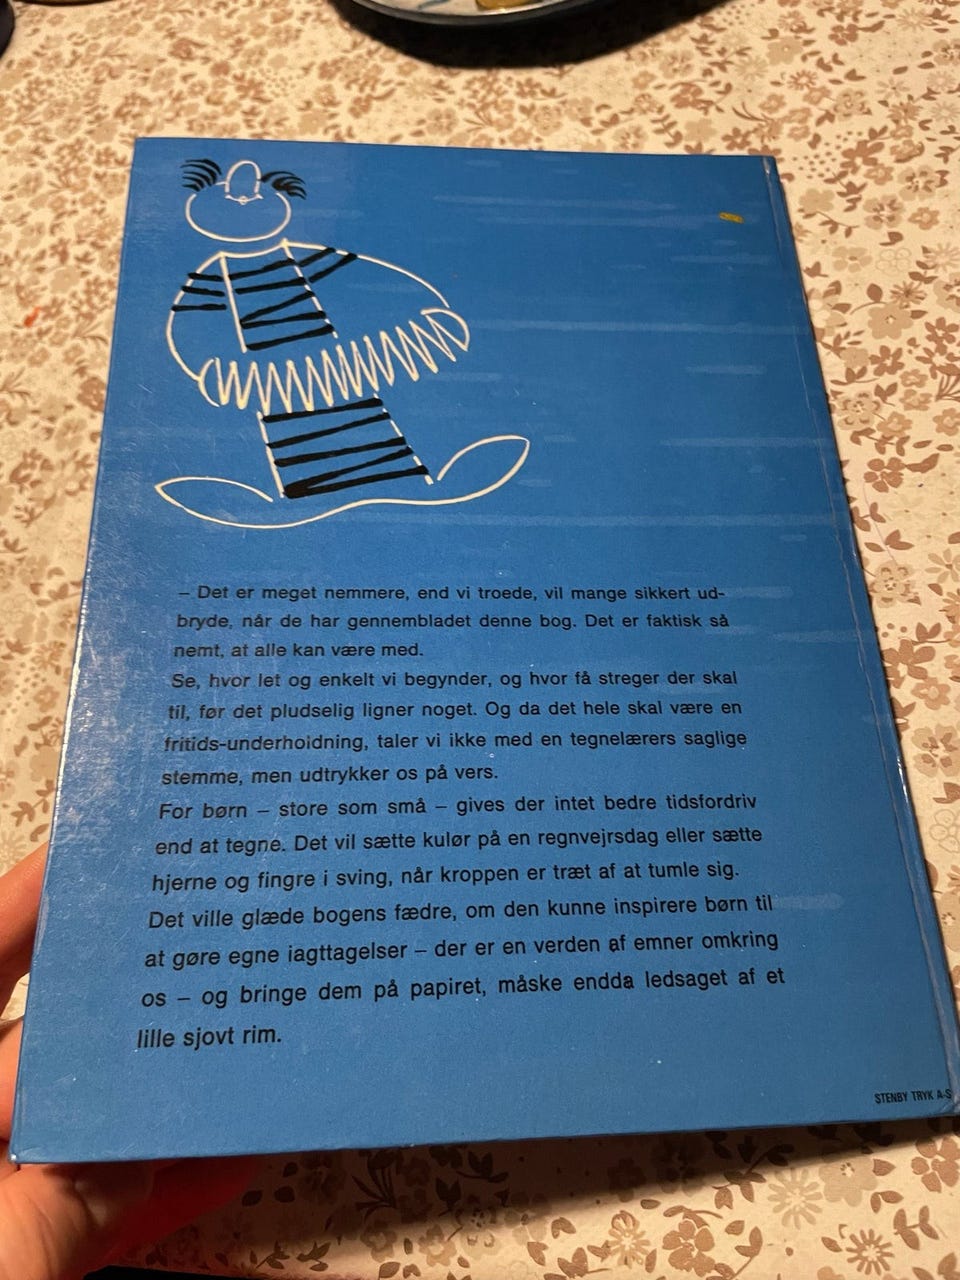 – Det er meget nemmere, end vi troede, vil mange sikkert ud-
bryde, når de har gennembladet denne bog. Det er faktisk så
nemt, at alle kan være med.
Se, hvor let og enkelt vi begynder, og hvor få streger der skal
til, før det pludselig ligner noget. Og da det hele skal være en
fritids-underholdning, taler vi ikke med en tegnelærers saglige
stemme, men udtrykker os på vers.
For børn – store som små – gives der intet bedre tidsfordriv
end at tegne. Det vil sætte kulør på en regnvejrsdag eller sætte
hjerne og fingre i sving, når kroppen er træt af at tumle sig.
Det ville glæde bogens fædre, om den kunne inspirere børn til
at gøre egne iagttagelser – der er en verden af emner omkring
os – og bringe dem på papiret, måske endda ledsaget af et
lille sjovt rim.
STENBY TRYK A-S